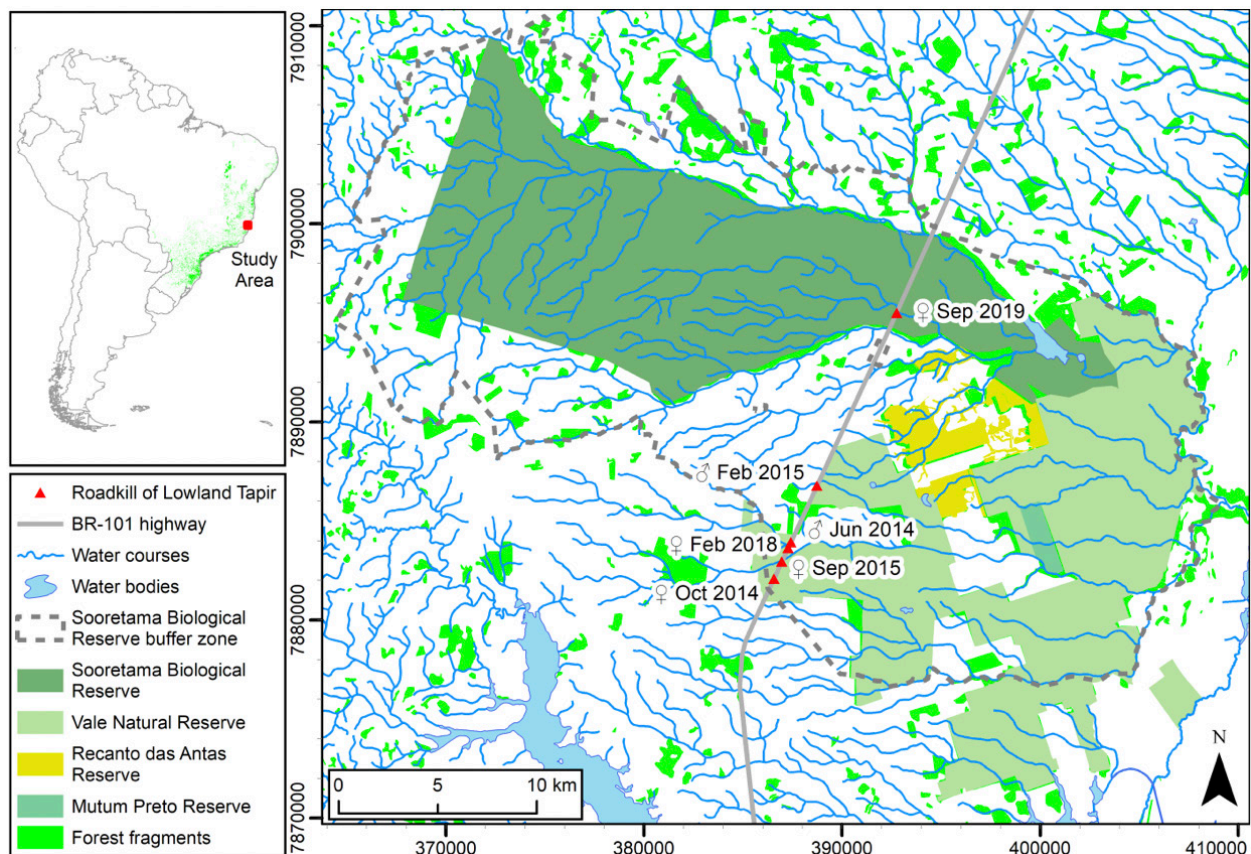 Study
Area
Roadkill of Lowland Tapir
BR-101 highway
Water courses
Water bodies
Sooretama Biological
Reserve buffer zone
Sooretama Biological
Reserve
Vale Natural Reserve
Recanto das Antas
Reserve
Mutum Preto Reserve
Forest fragments
7910000
7900000
7890000
7880000
7870000
♀ Sep 2019
♂ Feb 2015
♂ Jun 2014
♀ Feb 2018
♀ Sep 2015
♀ Oct 2014
0 5 10 km
N
370000 380000 390000 400000 410000